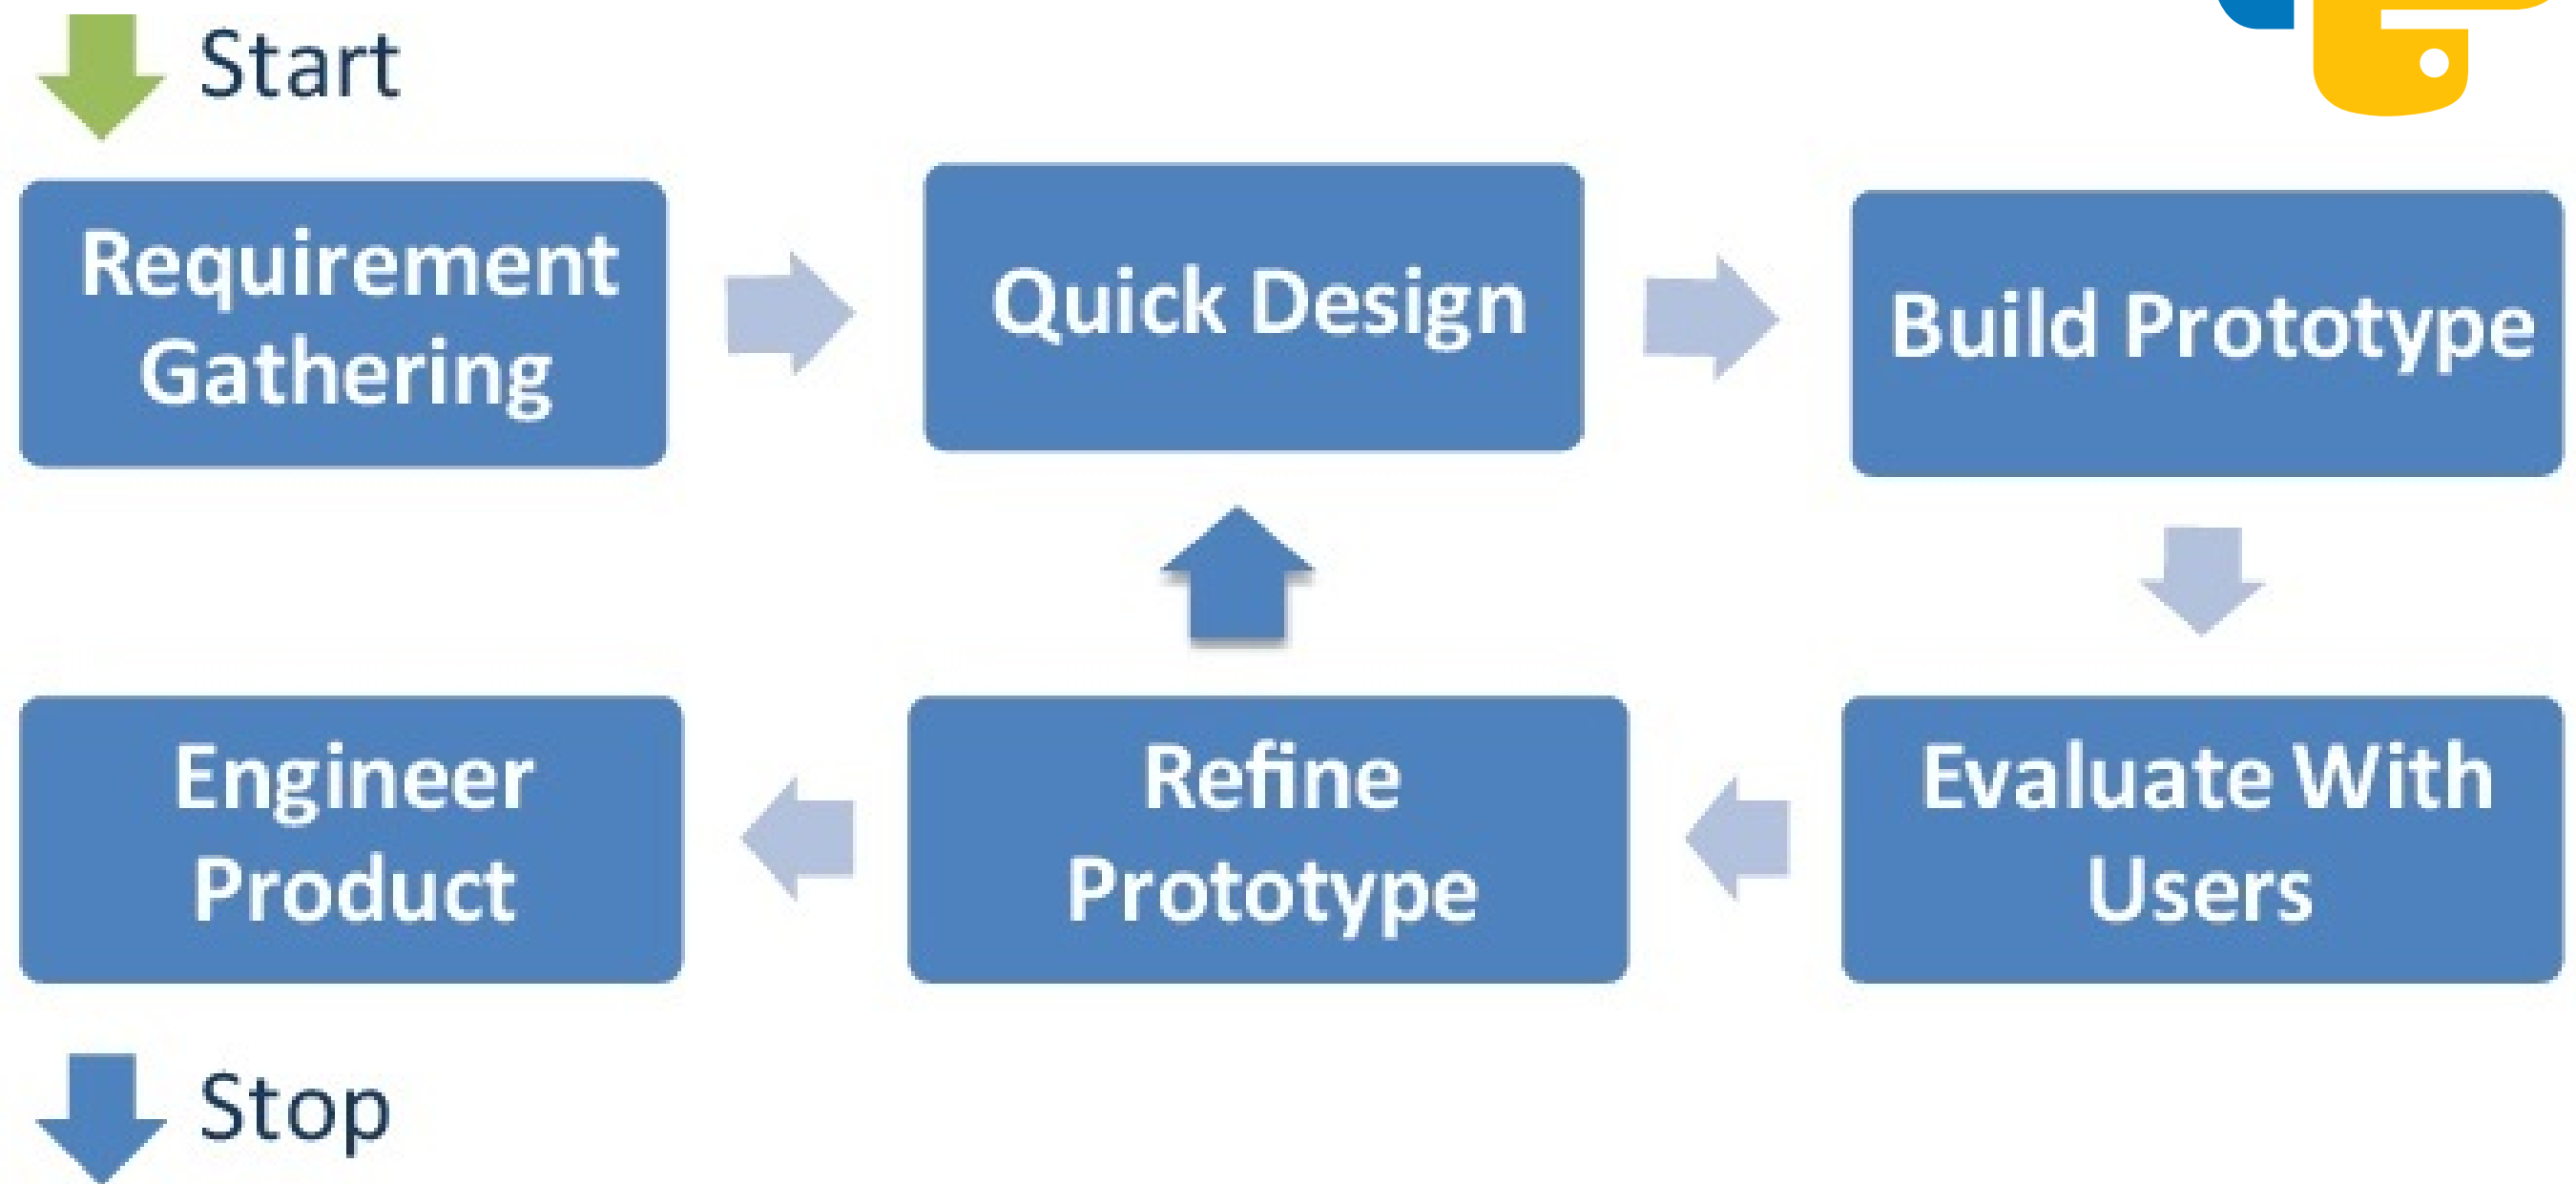 Start
Requirement
Gathering
Quick Design
Build Prototype
Engineer
Product
Refine
Prototype
Evaluate With
Users
Stop